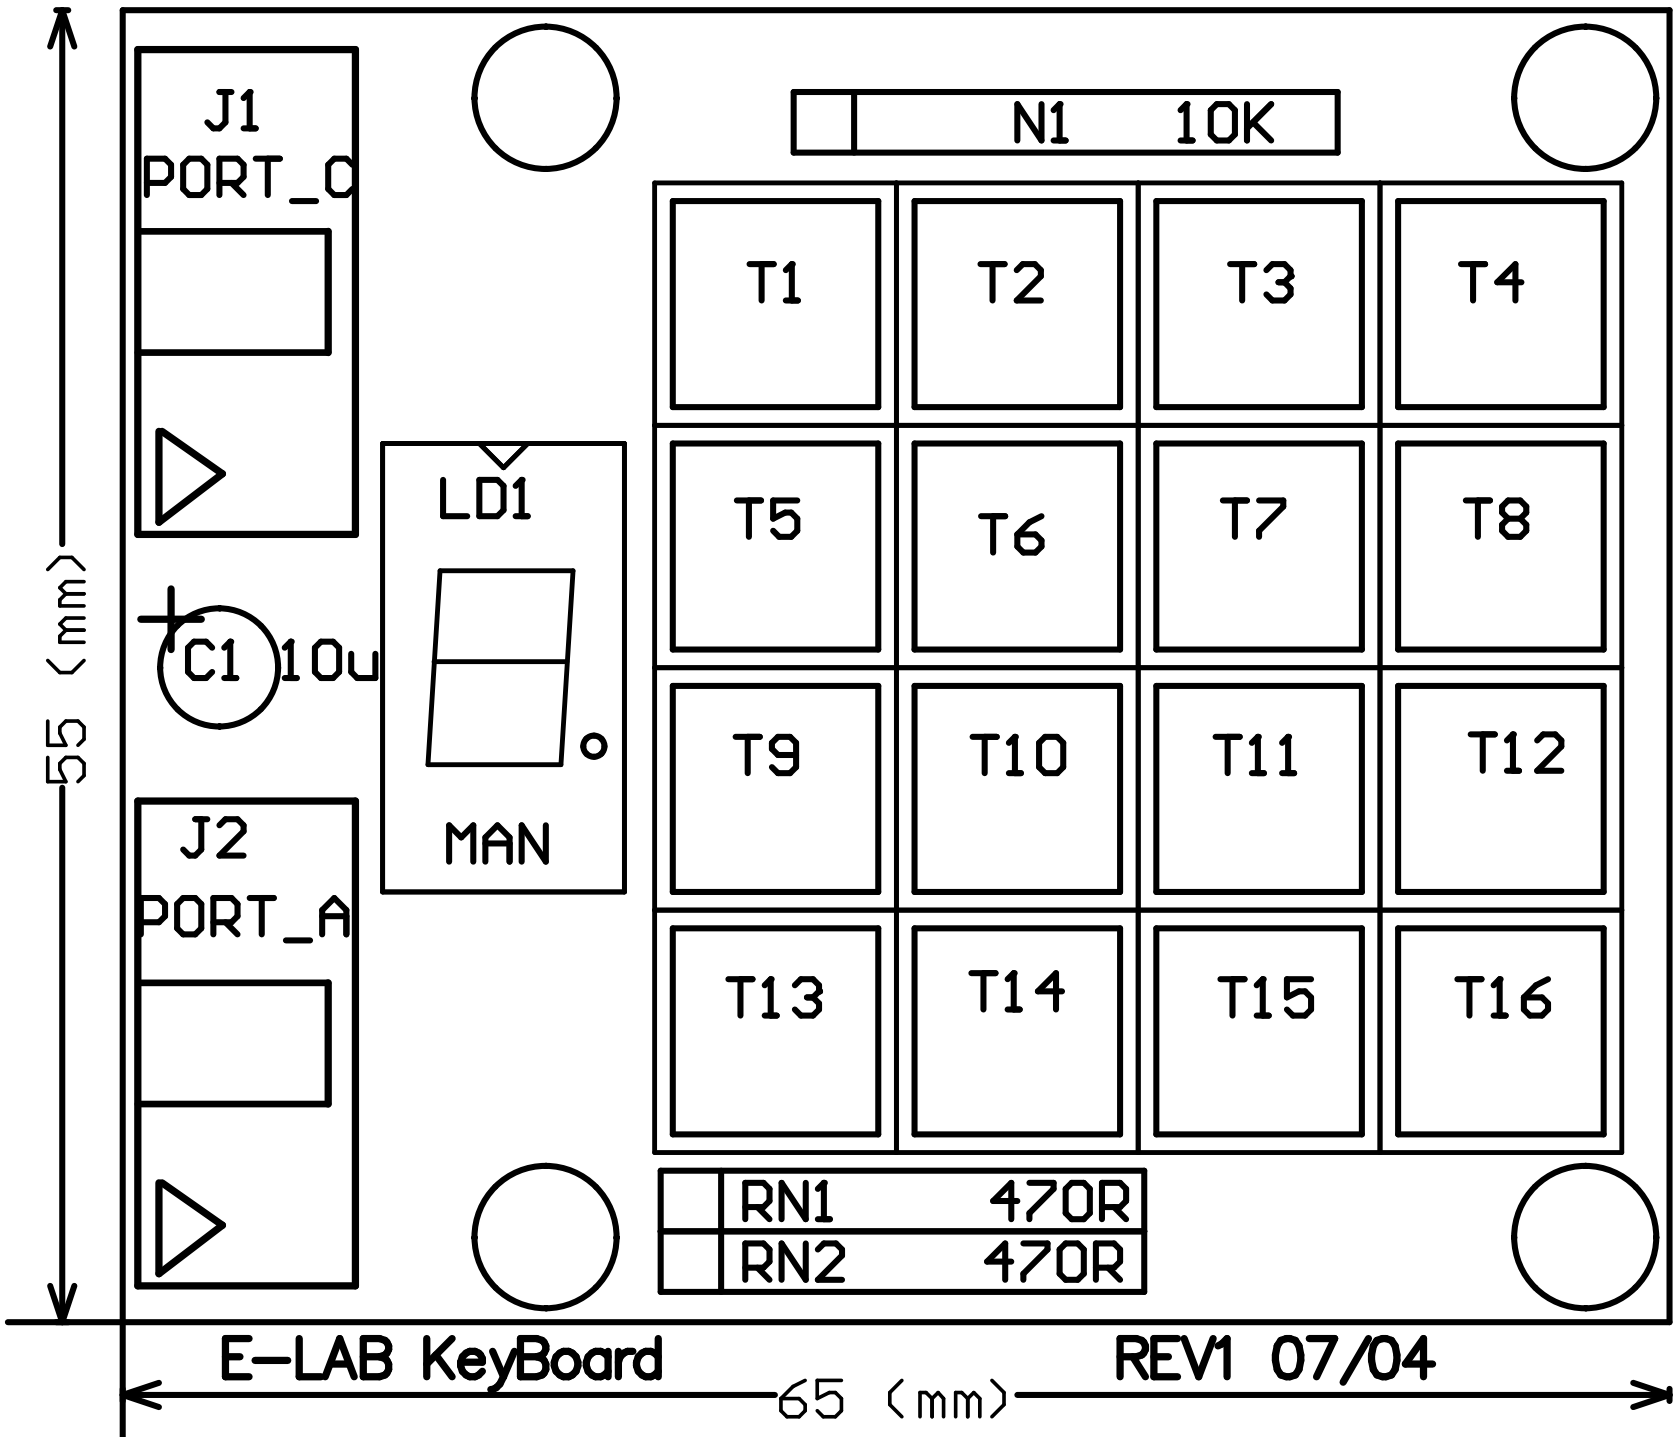 J1
PORT_C
N1 10K
T1 T2 T3 T4
LD1
T5 T6 T7 T8
C1 10u
55 (mm)
T9 T10 T11 T12
J2
MAN
PORT_A
T13 T14 T15 T16
RN1 470R
RN2 470R
E-LAB KeyBoard REV1 07/04
65 (mm)